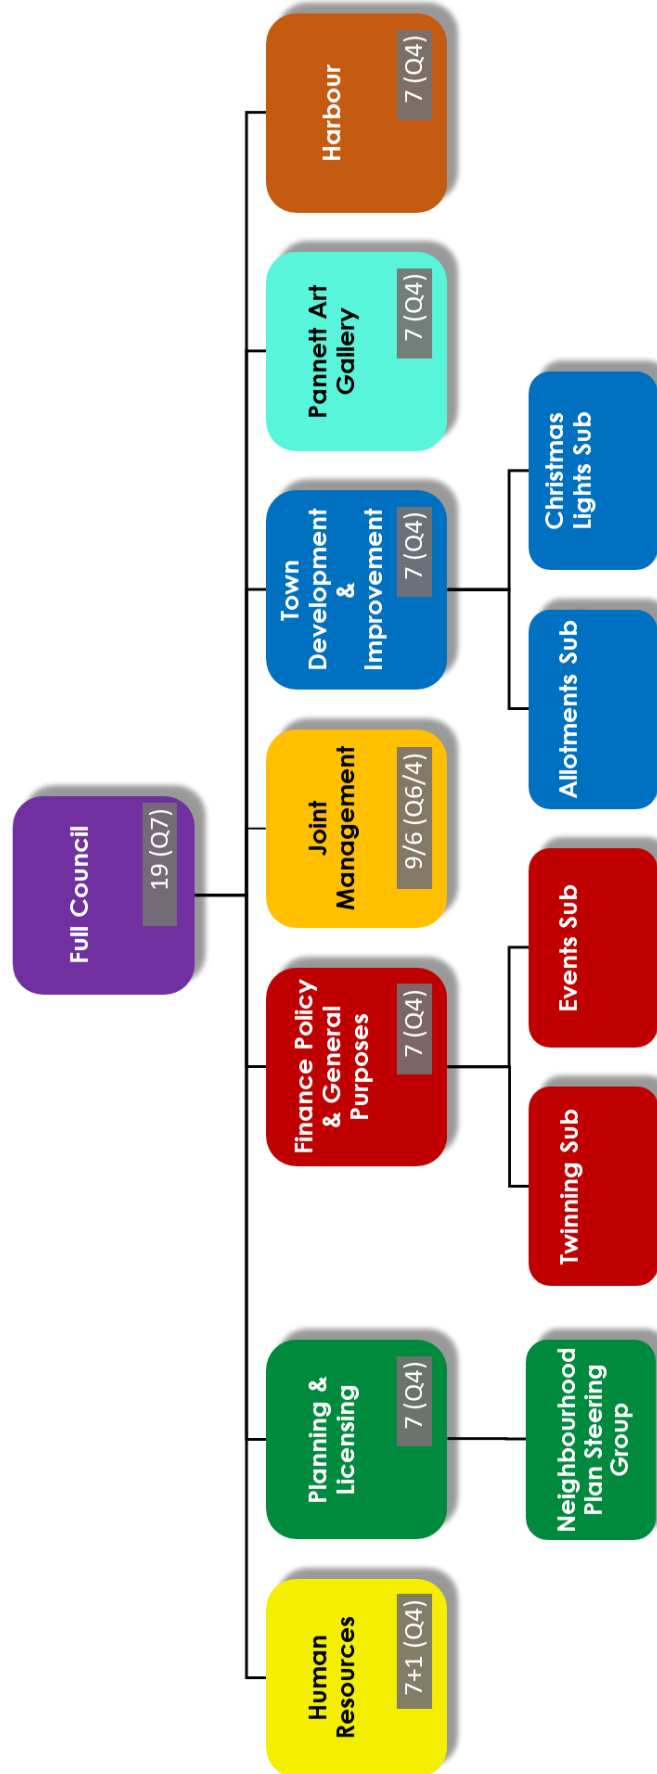 Full Council
19 (Q7)
Human
Resources
7+1 (Q4)
Planning &
Licensing
7 (Q4)
Finance Policy
& General
Purposes
7 (Q4)
Joint
Management
9/6 (Q6/4)
Town
Development
&
Improvement
7 (Q4)
Pannett Art
Gallery
7 (Q4)
Harbour
7 (Q4)
Neighbourhood
Plan Steering
Group
Twinning Sub
Events Sub
Allotments Sub
Christmas
Lights Sub